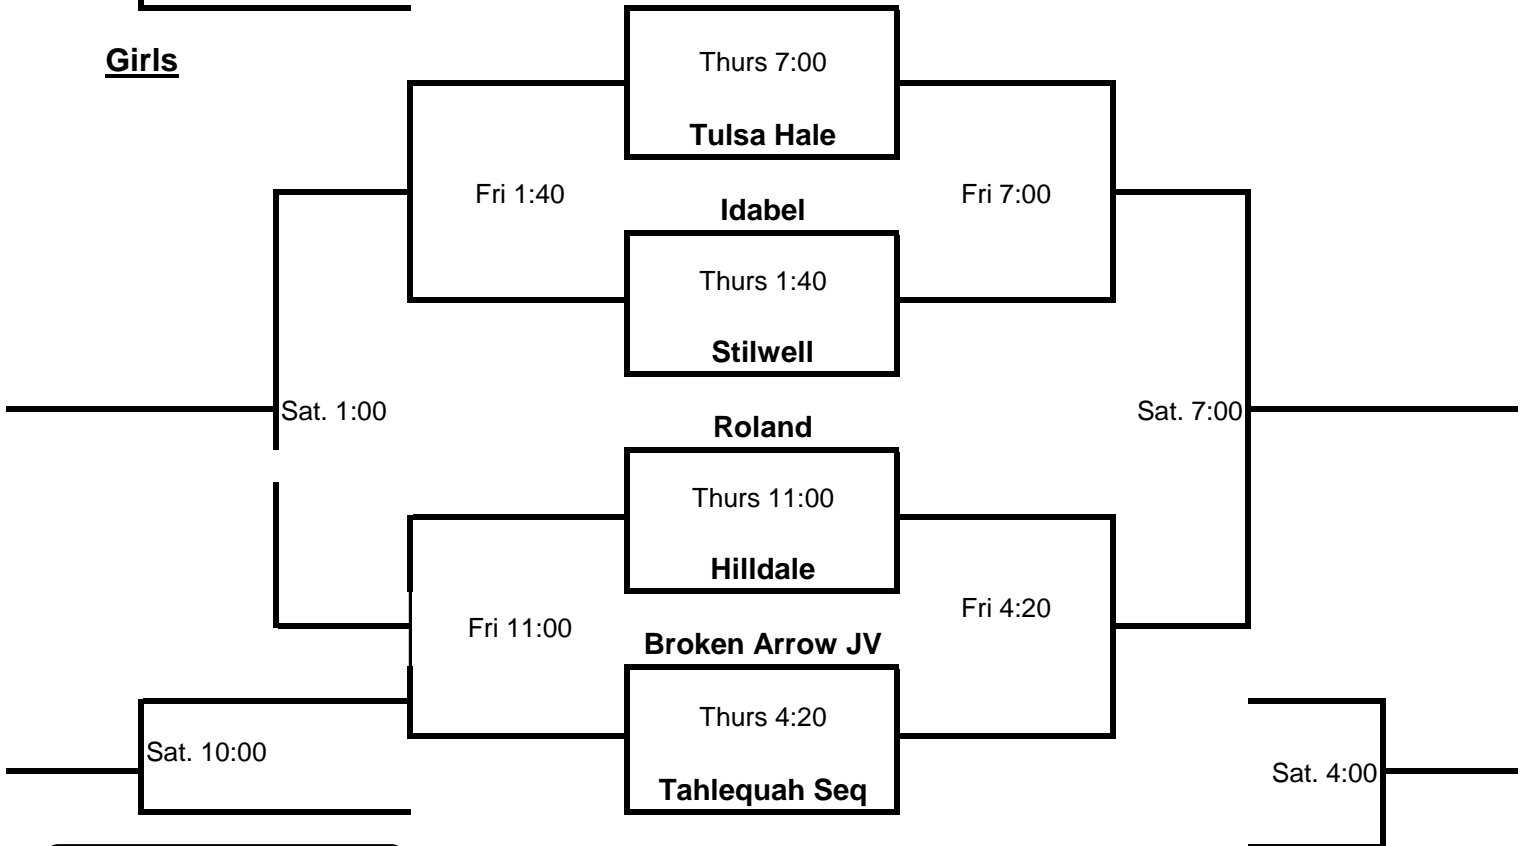 Girls
Thurs 7:00
Tulsa Hale
Fri 1:40
Fri 7:00
Idabel
Thurs 1:40
Stilwell
Sat. 1:00
Sat. 7:00
Roland
Thurs 11:00
Hilldale
Fri 11:00
Fri 4:20
Broken Arrow JV
Thurs 4:20
Sat. 10:00
Sat. 4:00
Tahlequah Seq